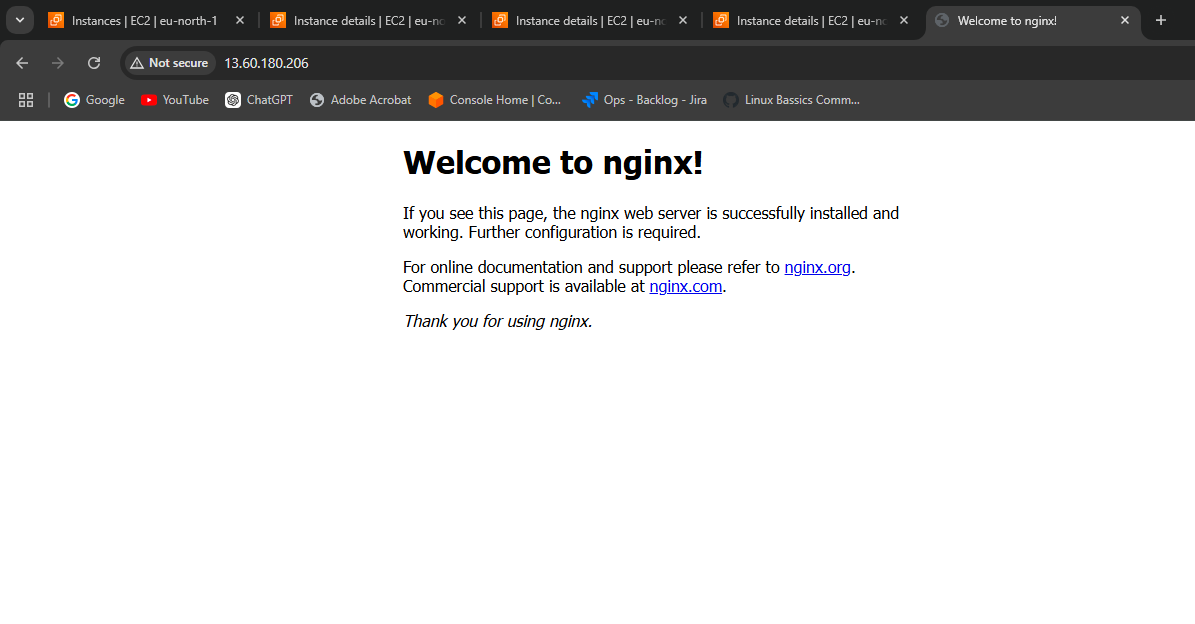 Instances | EC2 | eu-north-1
Instance details | EC2 | eu-no
Instance details | EC2 | eu-no
Instance details | EC2 | eu-no
Welcome to nginx!
Not secure
13.60.180.206
Google
YouTube
ChatGPT
Adobe Acrobat
Console Home | Co...
Ops - Backlog - Jira
Linux Bassics Comm...
Welcome to nginx!
If you see this page, the nginx web server is successfully installed and
working. Further configuration is required.
For online documentation and support please refer to nginx.org.
Commercial support is available at nginx.com.
Thank you for using nginx.